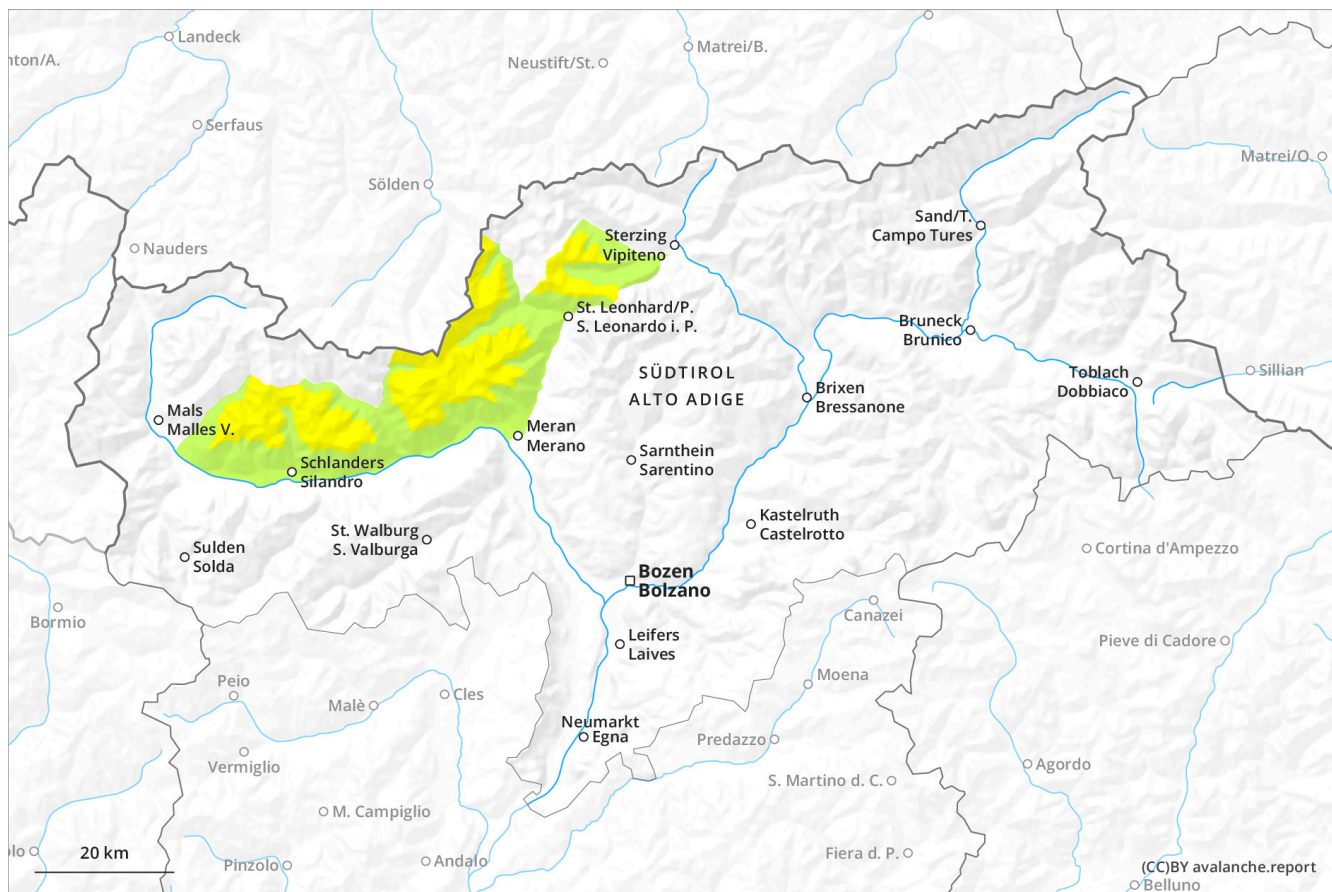 Landeck
Matrei/B.
nton/A.
Neustift/St.
Serfaus
Matrei/O.
Sölden
Sand/T.
Campo Tures
Sterzing
Vipiteno
Nauders
St. Leonhard/P.
S. Leonardo i. P.
Bruneck
Brunico
SÜDTIROL
ALTO ADIGE
Toblach
Dobbiaco
Sillian
Brixen
Bressanone
Mals
Malles V.
Meran
Merano
Sarnthein
Sarentino
Schlanders
Silandro
Kastelruth
Castelrotto
St. Walburg
S. Valburga
Sulden
Solda
Cortina d'Ampezzo
Bozen
Bolzano
Bormio
Canazei
Leifers
Laives
Pieve di Cadore
Peio
Moena
Malè
Cles
Neumarkt
Egna
Predazzo
Vermiglio
Agordo
S. Martino d. C.
M. Campiglio
olo
20 km
Pinzolo
Andalo
Fiera d. P.
(CC)BY avalanche.report
Belluno